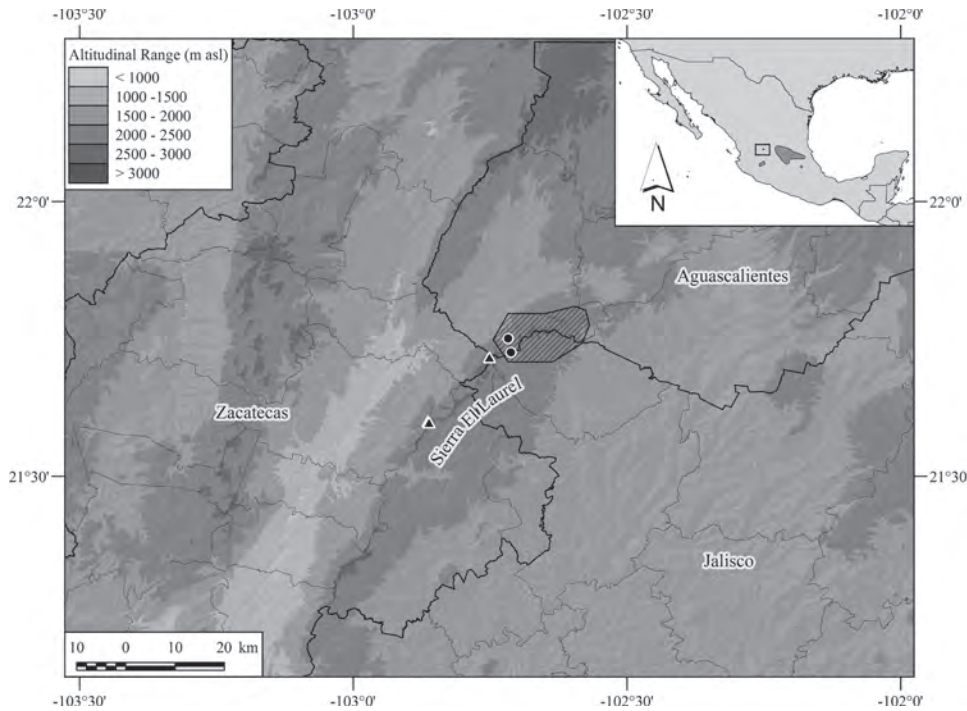 -103°30'
-103°0'
-102°30'
-102°0'
Altitudinal Range (m asl)
< 1000
1000 -1500
1500 - 2000
2000 - 2500
2500 - 3000
> 3000
N
22°0'
22°0'
Aguascalientes
Zacatecas
Sierra El Laurel
21°30'
21°30'
Jalisco
10 0 10 20 km
-103°30'
-103°0'
-102°30'
-102°0'